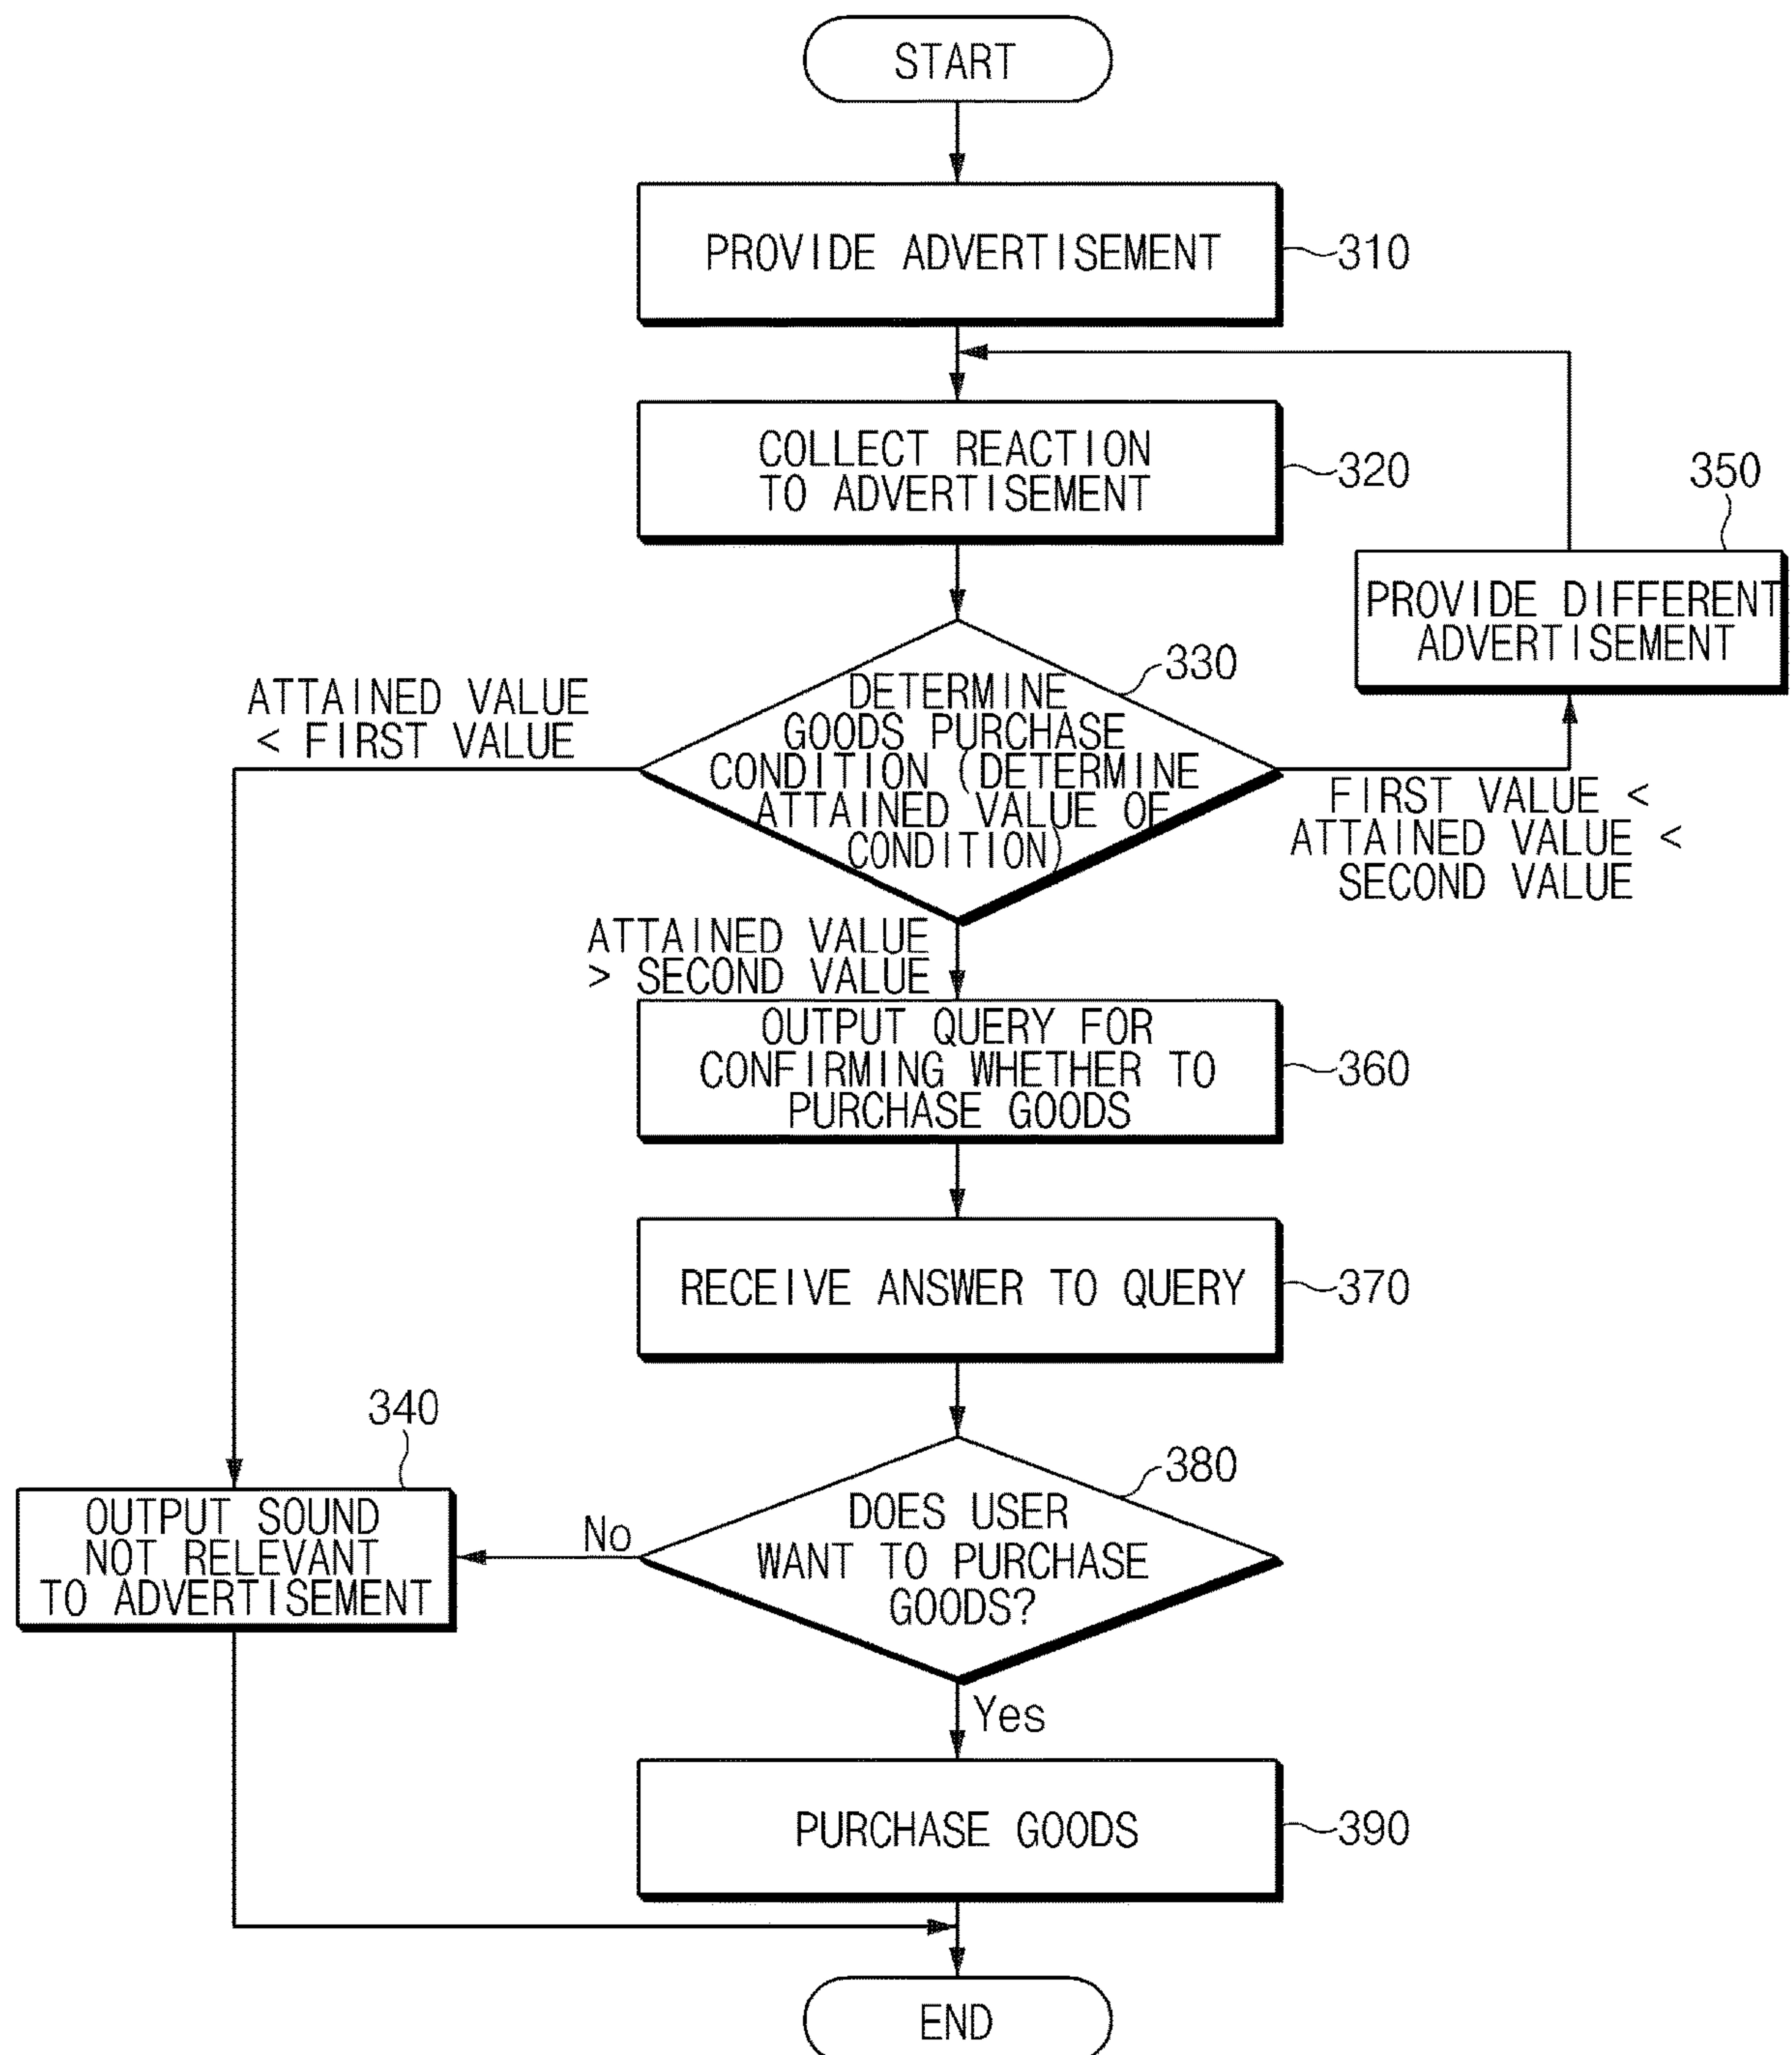 START
PROVIDE ADVERTISEMENT
310
COLLECT REACTION
TO ADVERTISEMENT
320
350
PROVIDE DIFFERENT
ADVERTISEMENT
330
DETERMINE
GOODS PURCHASE
CONDITION (DETERMINE
ATTAINED VALUE OF
CONDITION)
ATTAINED VALUE
< FIRST VALUE
FIRST VALUE <
ATTAINED VALUE <
SECOND VALUE
ATTAINED VALUE
> SECOND VALUE
OUTPUT QUERY FOR
CONFIRMING WHETHER TO
PURCHASE GOODS
360
RECEIVE ANSWER TO QUERY
370
340
OUTPUT SOUND
NOT RELEVANT
TO ADVERTISEMENT
No
380
DOES USER
WANT TO PURCHASE
GOODS?
Yes
PURCHASE GOODS
390
END